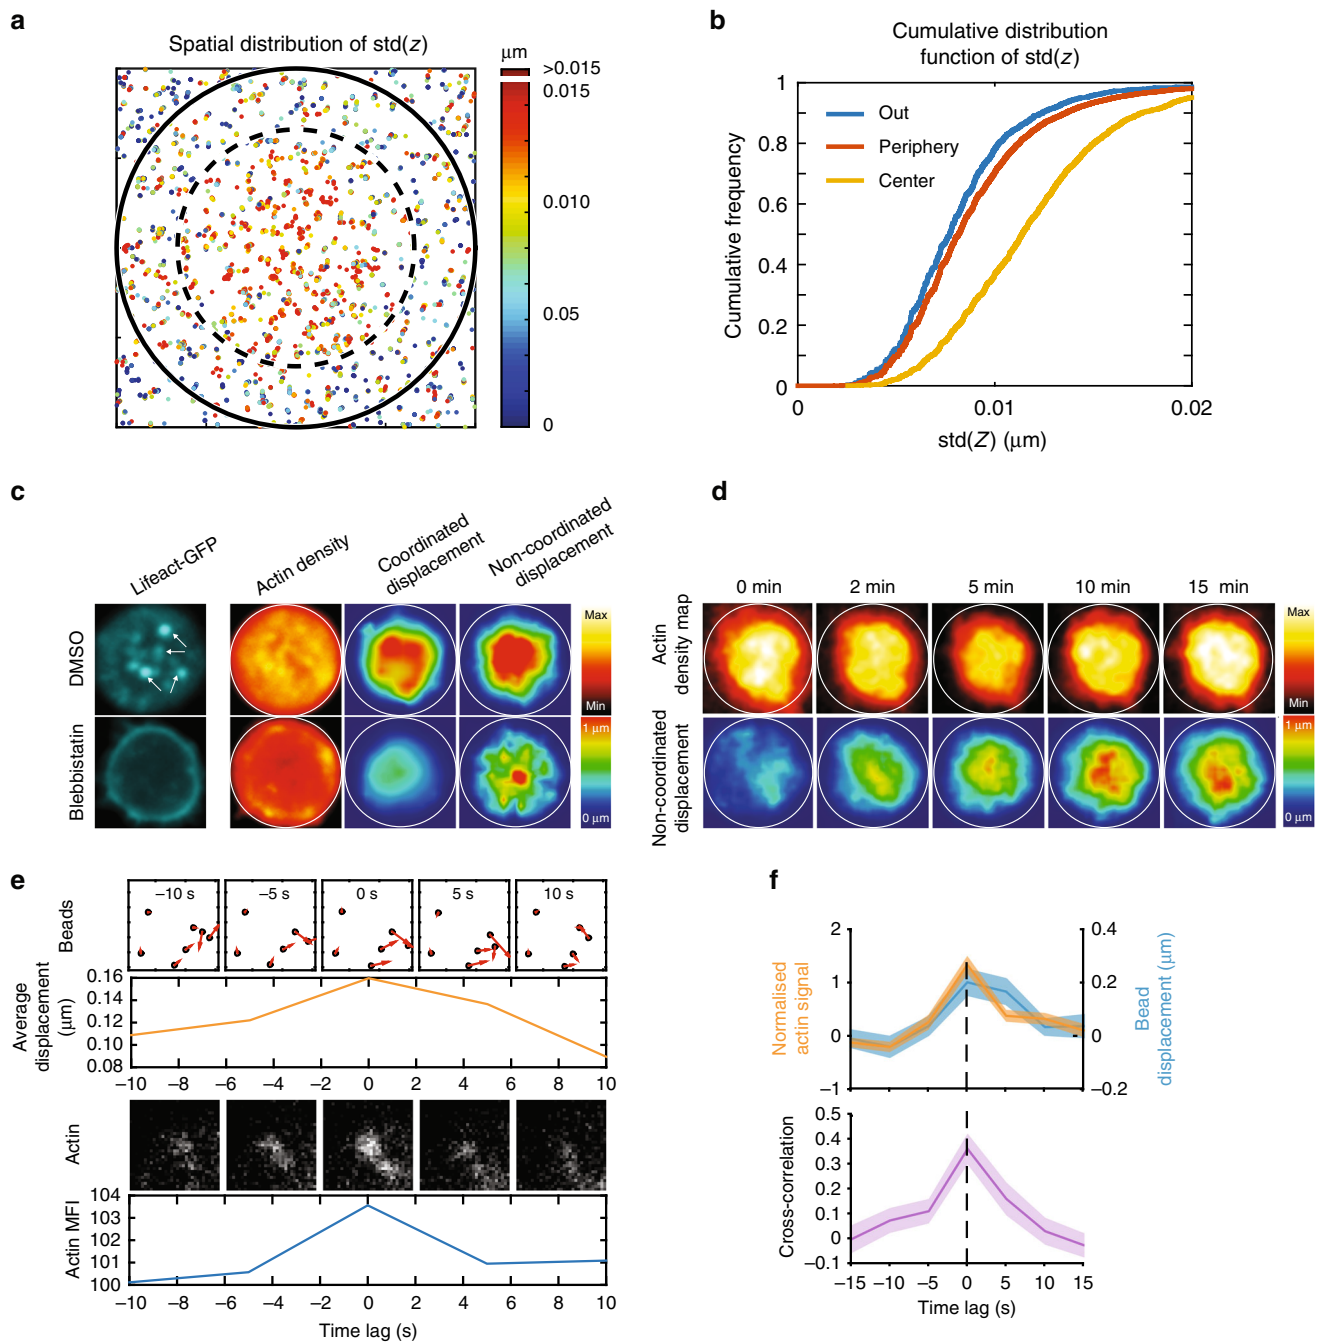 a
Spatial distribution of std(z)
μm
>0.015
0.015
0.010
0.05
0
b
Cumulative distribution
function of std(z)
Cumulative frequency
1
0.8
0.6
0.4
0.2
0
Out
Periphery
Center
0
0.01
0.02
std(Z) (μm)
c
Lifeact-GFP
Actin density
Coordinated
displacement
Non-coordinated
displacement
DMSO
Blebbistatin
Max
Min
1 μm
0 μm
d
0 min
2 min
5 min
10 min
15 min
Actin
density map
Non-coordinated
displacement
Max
Min
1 μm
0 μm
e
Beads
–10 s
–5 s
0 s
5 s
10 s
Average
displacement
(μm)
0.16
0.14
0.12
0.10
0.08
–10 –8 –6 –4 –2 0 2 4 6 8 10
Actin
Actin MFI
104
103
102
101
100
–10 –8 –6 –4 –2 0 2 4 6 8 10
Time lag (s)
f
Normalised
actin signal
2
1
0
–1
0.4
0.2
0
–0.2
Bead
displacement (μm)
Cross-correlation
0.5
0.4
0.3
0.2
0.1
0
–0.1
–15 –10 –5 0 5 10 15
Time lag (s)